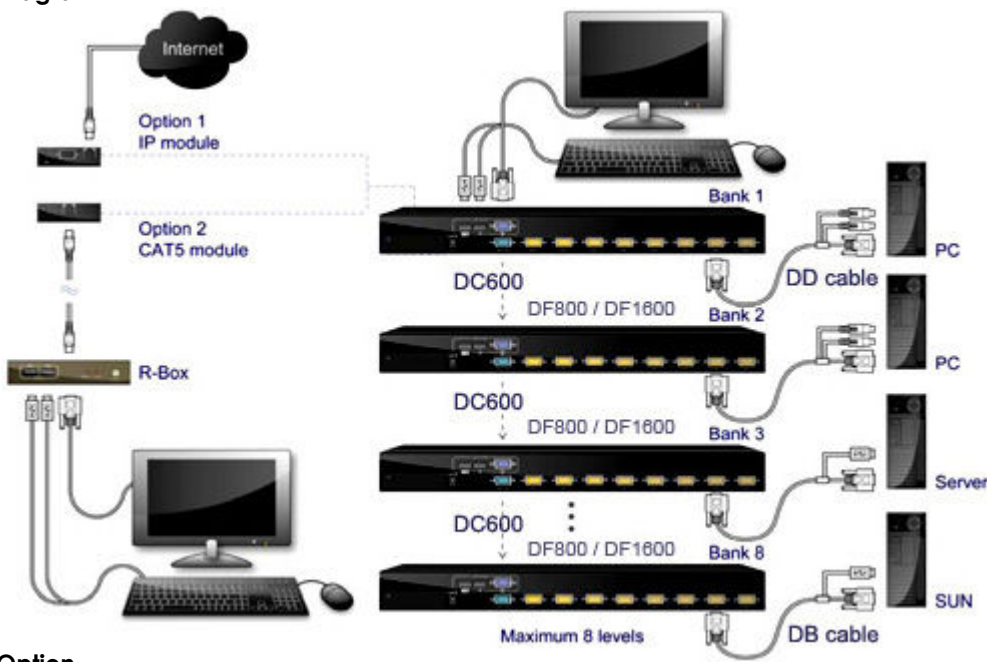 Internet
Option 1
IP module
Option 2
CAT5 module
R-Box
Bank 1
DC600
DD cable
PC
DF800 / DF1600
Bank 2
DC600
PC
DF800 / DF1600
Bank 3
Server
DC600
DF800 / DF1600
Bank 8
SUN
Maximum 8 levels
DB cable
Option